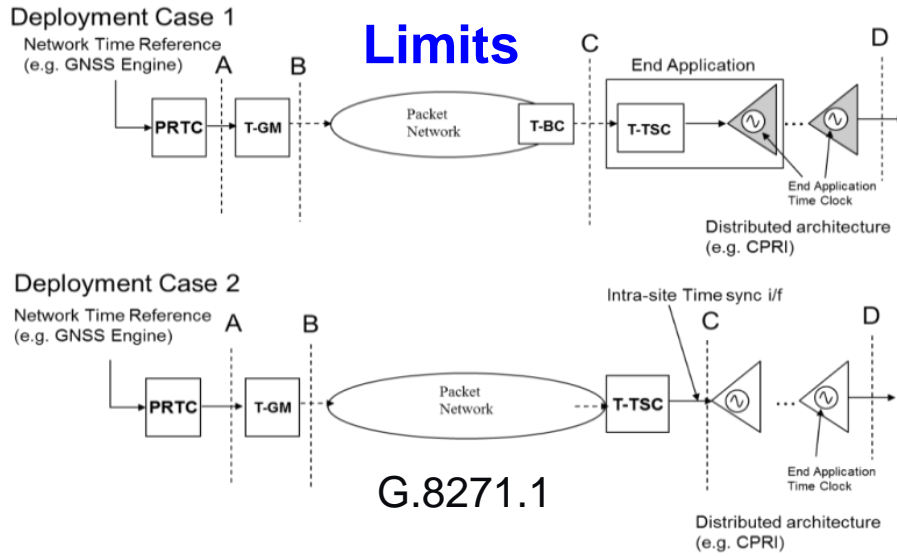 Deployment Case 1
Limits
Network Time Reference
(e.g. GNSS Engine)
A
B
C
D
End Application
PRTC
T-GM
Packet
Network
T-BC
T-TSC
End Application
Time Clock
Distributed architecture
(e.g. CPRI)
Deployment Case 2
Intra-site Time sync i/f
Network Time Reference
(e.g. GNSS Engine)
A
B
C
D
PRTC
T-GM
Packet
Network
T-TSC
End Application
Time Clock
G.8271.1
Distributed architecture
(e.g. CPRI)